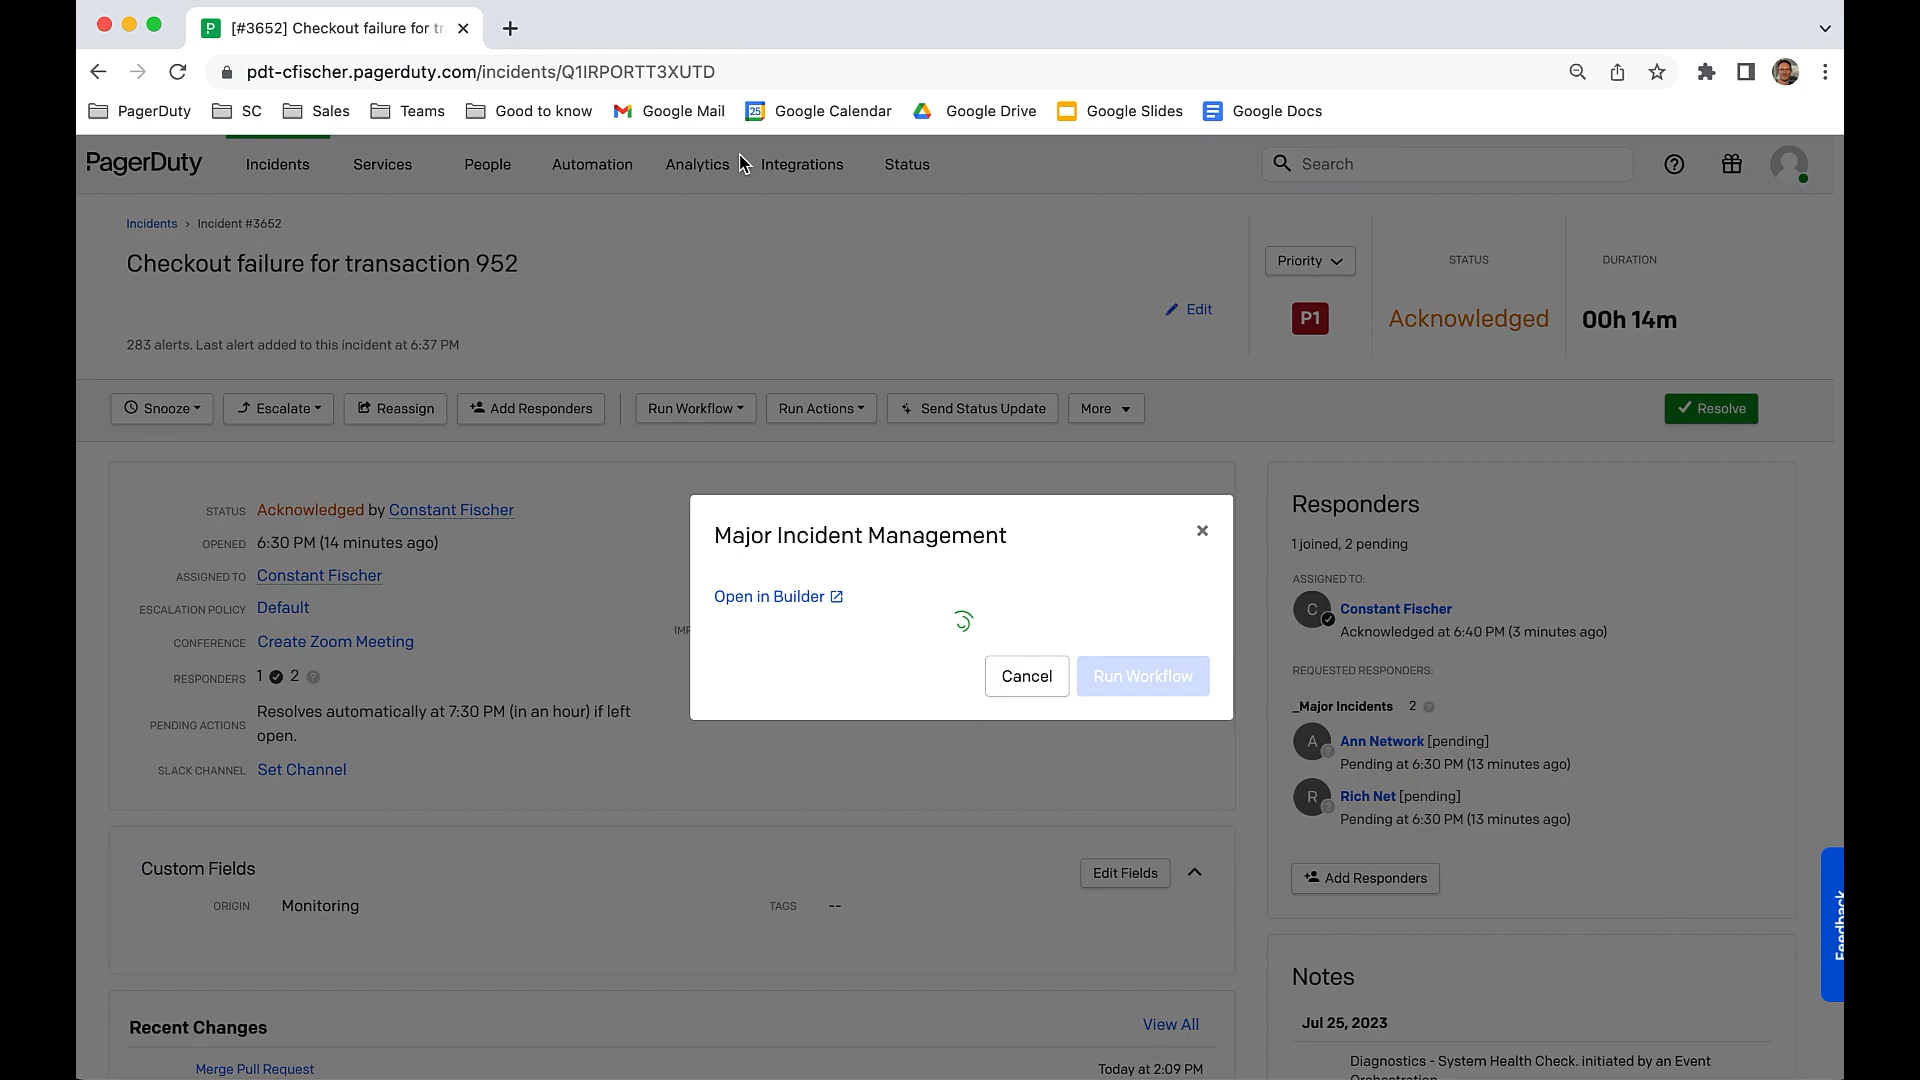 [#3652] Checkout failure for tr
pdt-cfischer.pagerduty.com/incidents/Q1IRPORTT3XUTD
PagerDuty SC Sales Teams Good to know Google Mail 25 Google Calendar Google Drive Google Slides Google Docs
PagerDuty Incidents Services People Automation Analytics Integrations Status Search
Incidents › Incident #3652
Checkout failure for transaction 952
Edit
283 alerts. Last alert added to this incident at 6:37 PM
Priority
P1
STATUS
Acknowledged
DURATION
00h 14m
Snooze Escalate Reassign Add Responders Run Workflow Run Actions Send Status Update More Resolve
STATUS Acknowledged by Constant Fischer
OPENED 6:30 PM (14 minutes ago)
ASSIGNED TO Constant Fischer
ESCALATION POLICY Default
CONFERENCE Create Zoom Meeting
RESPONDERS 1 2 ?
PENDING ACTIONS Resolves automatically at 7:30 PM (in an hour) if left
open.
SLACK CHANNEL Set Channel
Major Incident Management
Open in Builder
Cancel Run Workflow
Custom Fields Edit Fields
ORIGIN Monitoring TAGS --
Recent Changes View All
Merge Pull Request Today at 2:09 PM
Responders
1 joined, 2 pending
ASSIGNED TO:
C Constant Fischer
Acknowledged at 6:40 PM (3 minutes ago)
REQUESTED RESPONDERS:
_Major Incidents 2 ?
A Ann Network [pending]
Pending at 6:30 PM (13 minutes ago)
R Rich Net [pending]
Pending at 6:30 PM (13 minutes ago)
Add Responders
Feedback
Notes
Jul 25, 2023
Diagnostics - System Health Check. initiated by an Event